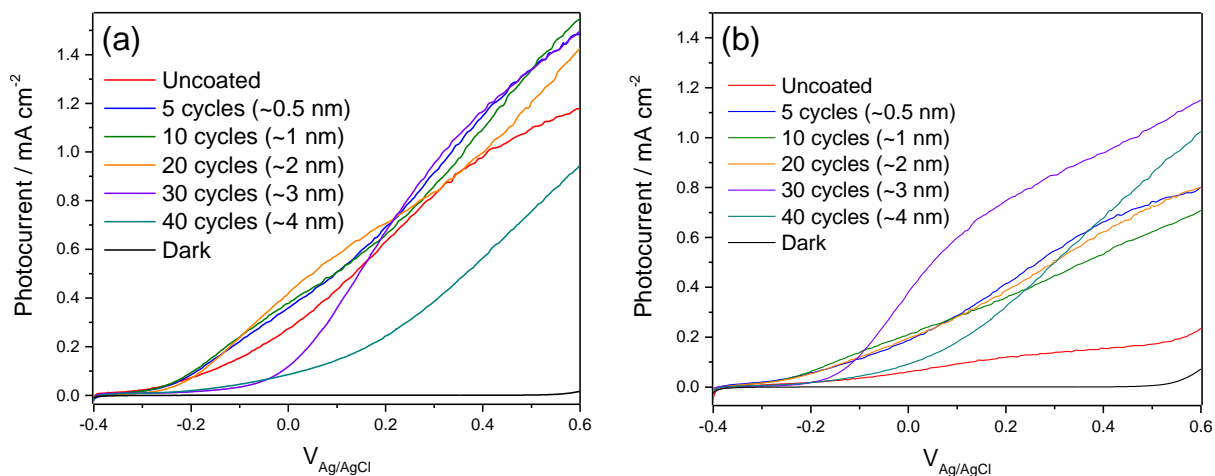 (a)
Uncoated
5 cycles (~0.5 nm)
10 cycles (~1 nm)
20 cycles (~2 nm)
30 cycles (~3 nm)
40 cycles (~4 nm)
Dark
Photocurrent / mA cm-2
1.4
1.2
1.0
0.8
0.6
0.4
0.2
0.0
-0.4 -0.2 0.0 0.2 0.4 0.6
V Ag/AgCl
(b)
Uncoated
5 cycles (~0.5 nm)
10 cycles (~1 nm)
20 cycles (~2 nm)
30 cycles (~3 nm)
40 cycles (~4 nm)
Dark
Photocurrent / mA cm-2
1.4
1.2
1.0
0.8
0.6
0.4
0.2
0.0
-0.4 -0.2 0.0 0.2 0.4 0.6
V Ag/AgCl